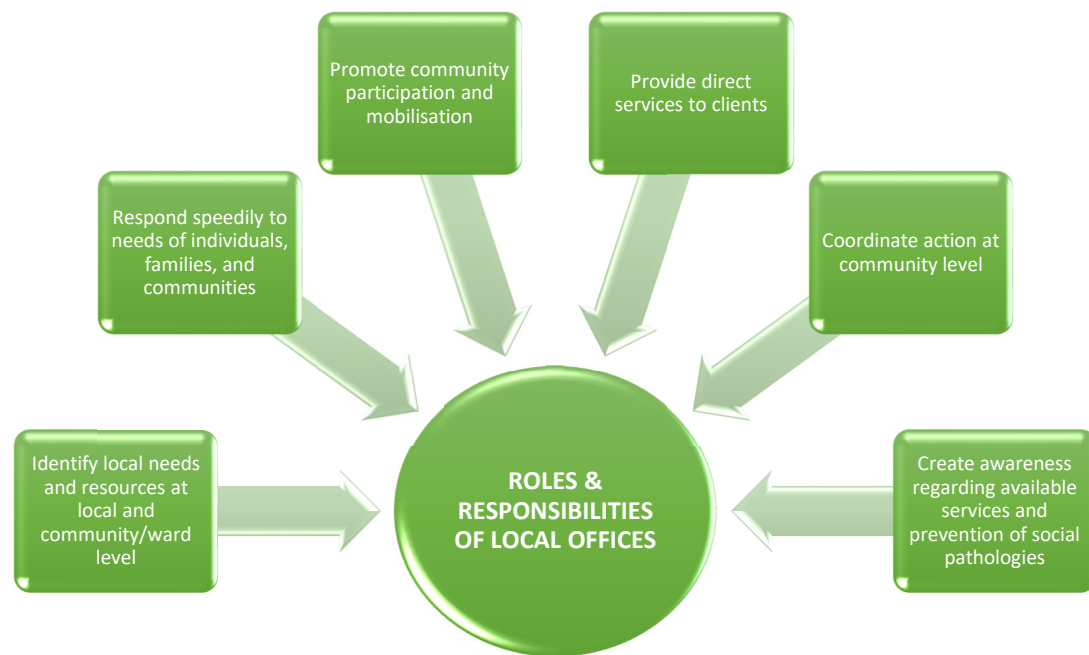 Promote community
participation and
mobilisation
Provide direct
services to clients
Respond speedily to
needs of individuals,
families, and
communities
Coordinate action at
community level
Identify local needs
and resources at
local and
community/ward
level
ROLES &
RESPONSIBILITIES
OF LOCAL OFFICES
Create awareness
regarding available
services and
prevention of social
pathologies